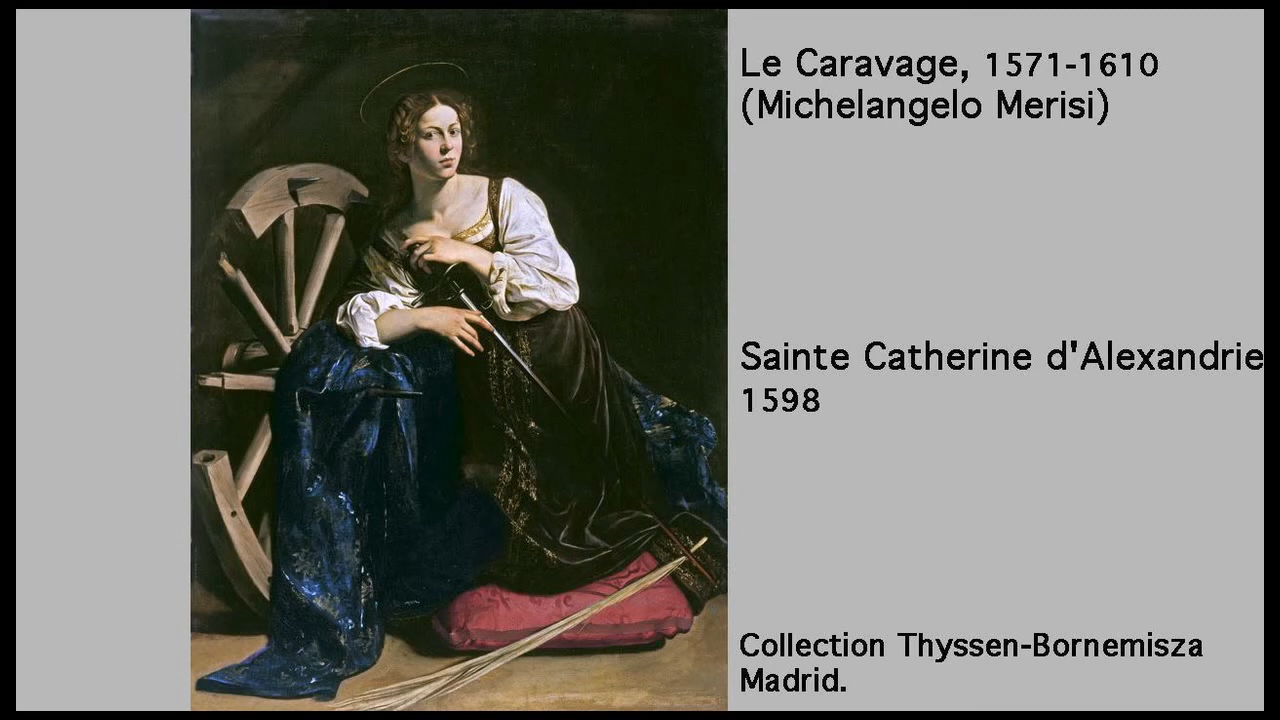 Le Caravage, 1571-1610
(Michelangelo Merisi)
Sainte Catherine d'Alexandrie
1598
Collection Thyssen-Bornemisza
Madrid.